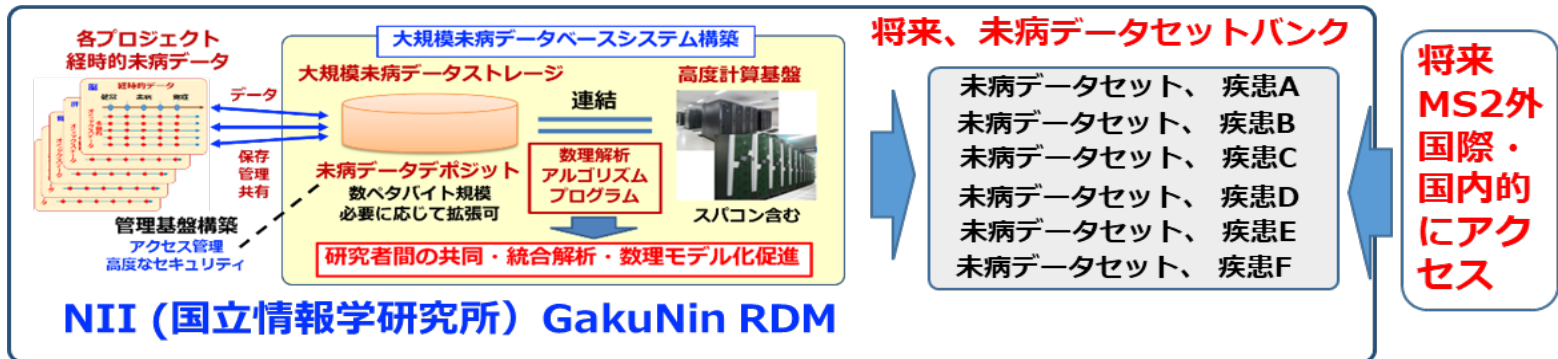 各プロジェクト
経時的未病データ
経時的データ
健常
未病
発症
脳
データ
保存
管理
共有
管理基盤構築
アクセス管理
高度なセキュリティ
大規模未病データベースシステム構築
大規模未病データストレージ
未病データデポジット
数ペタバイト規模
必要に応じて拡張可
連結
数理解析
アルゴリズム
プログラム
高度計算基盤
スパコン含む
研究者間の共同・統合解析・数理モデル化促進
NII (国立情報学研究所）GakuNin RDM
将来、未病データセットバンク
未病データセット、 疾患A
未病データセット、 疾患B
未病データセット、 疾患C
未病データセット、 疾患D
未病データセット、 疾患E
未病データセット、 疾患F
将来
MS2外
国際・
国内的
にアク
セス